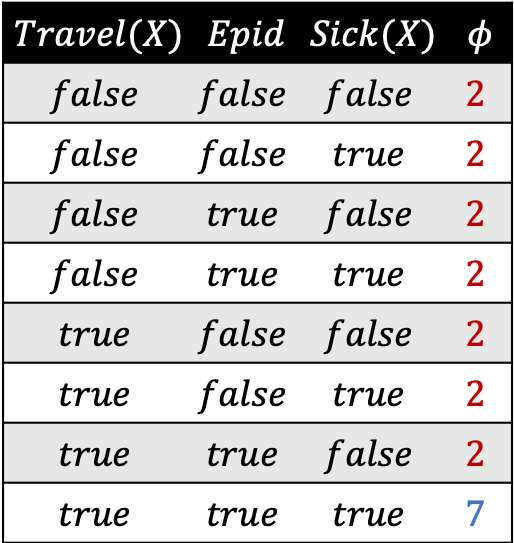 Travel(X) Epid Sick(X) ϕ
false false false 2
false false true 2
false true false 2
false true true 2
true false false 2
true false true 2
true true false 2
true true true 7